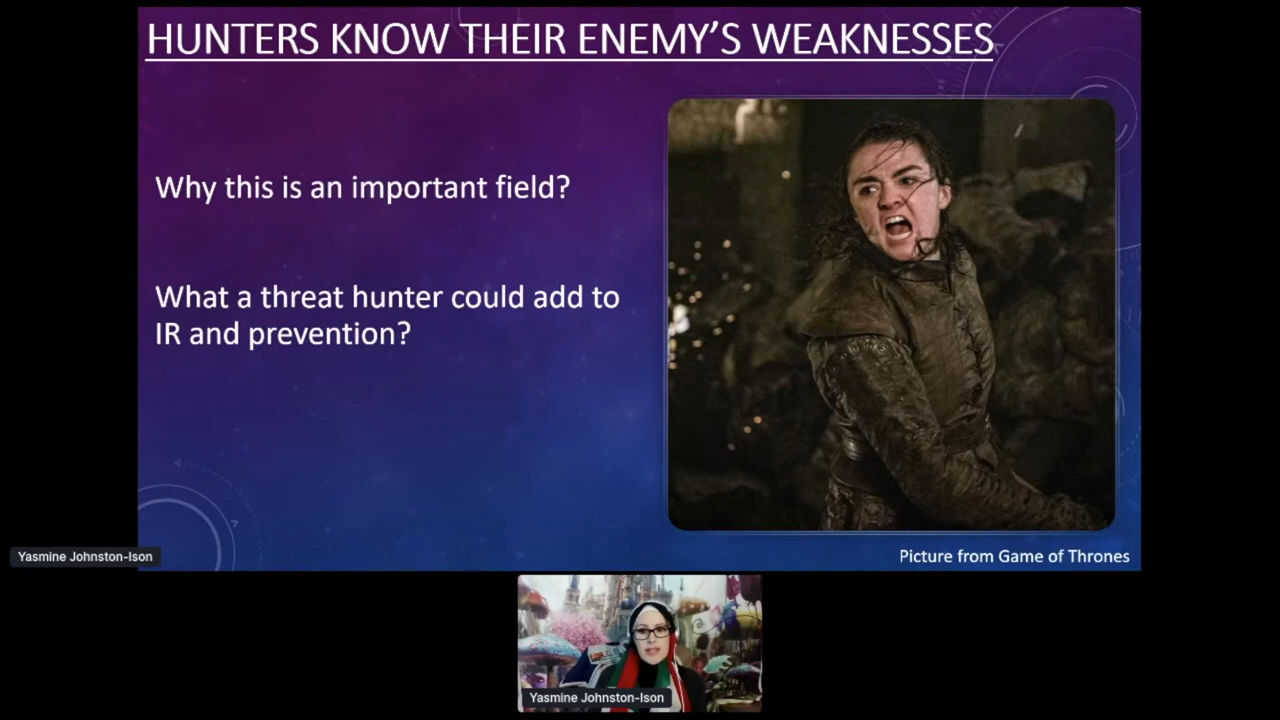 HUNTERS KNOW THEIR ENEMY’S WEAKNESSES
Why this is an important field?
What a threat hunter could add to
IR and prevention?
Picture from Game of Thrones
Yasmine Johnston-Ison
Yasmine Johnston-Ison